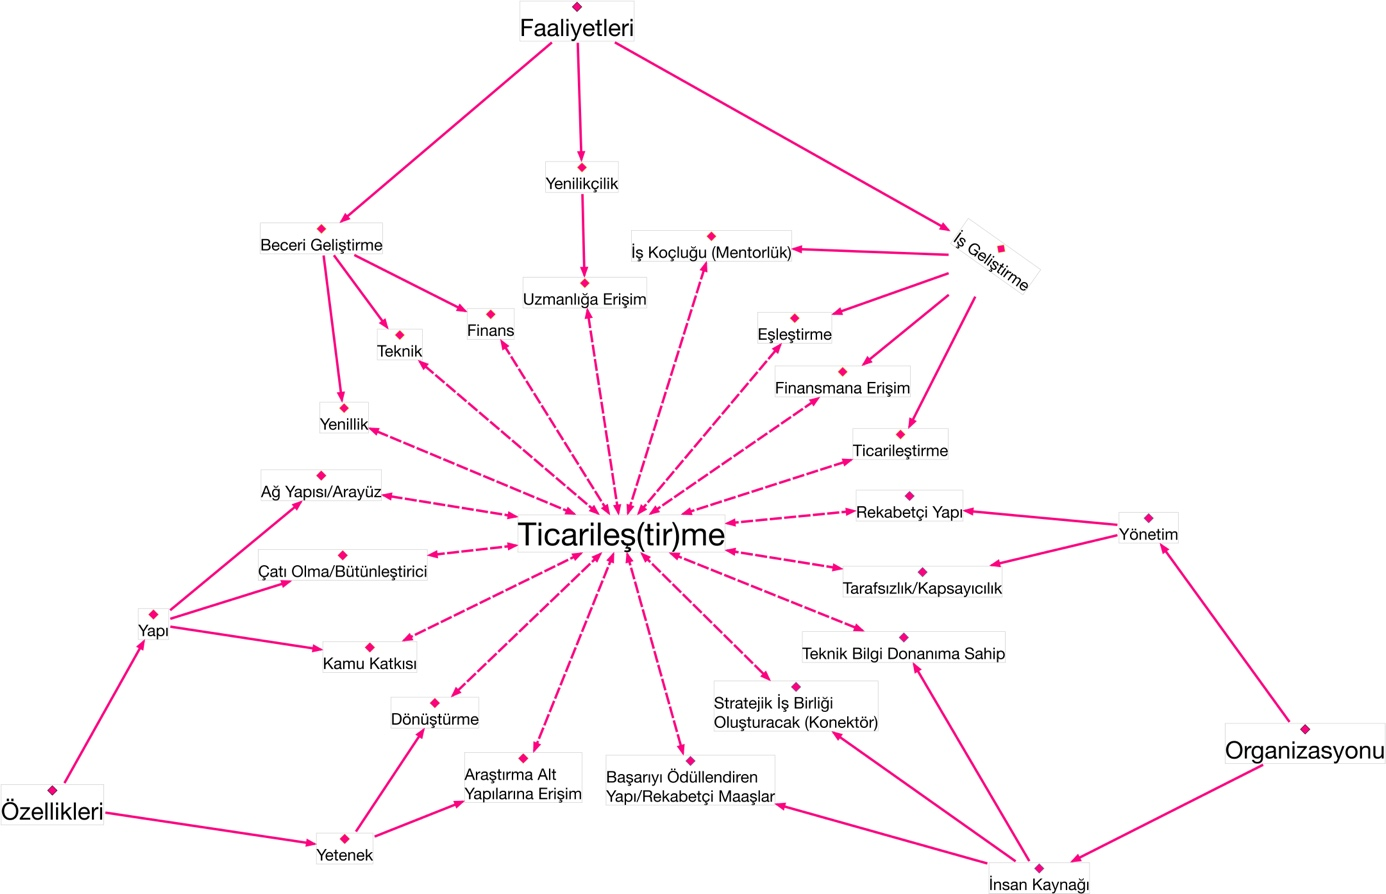 Faaliyetleri
Yenilikçilik
Beceri Geliştirme
İş Koçluğu (Mentorlük)
İş Geliştirme
Uzmanlığa Erişim
Finans
Eşleştirme
Teknik
Finansmana Erişim
Yenillik
Ticarileştirme
Ağ Yapısı/Arayüz
Rekabetçi Yapı
Ticarileş(tir)me
Yönetim
Çatı Olma/Bütünleştirici
Tarafsızlık/Kapsayıcılık
Yapı
Kamu Katkısı
Teknik Bilgi Donanıma Sahip
Dönüştürme
Stratejik İş Birliği
Oluşturacak (Konektör)
Organizasyonu
Araştırma Alt
Yapılarına Erişim
Başarıyı Ödüllendiren
Yapı/Rekabetçi Maaşlar
Özellikleri
Yetenek
İnsan Kaynağı